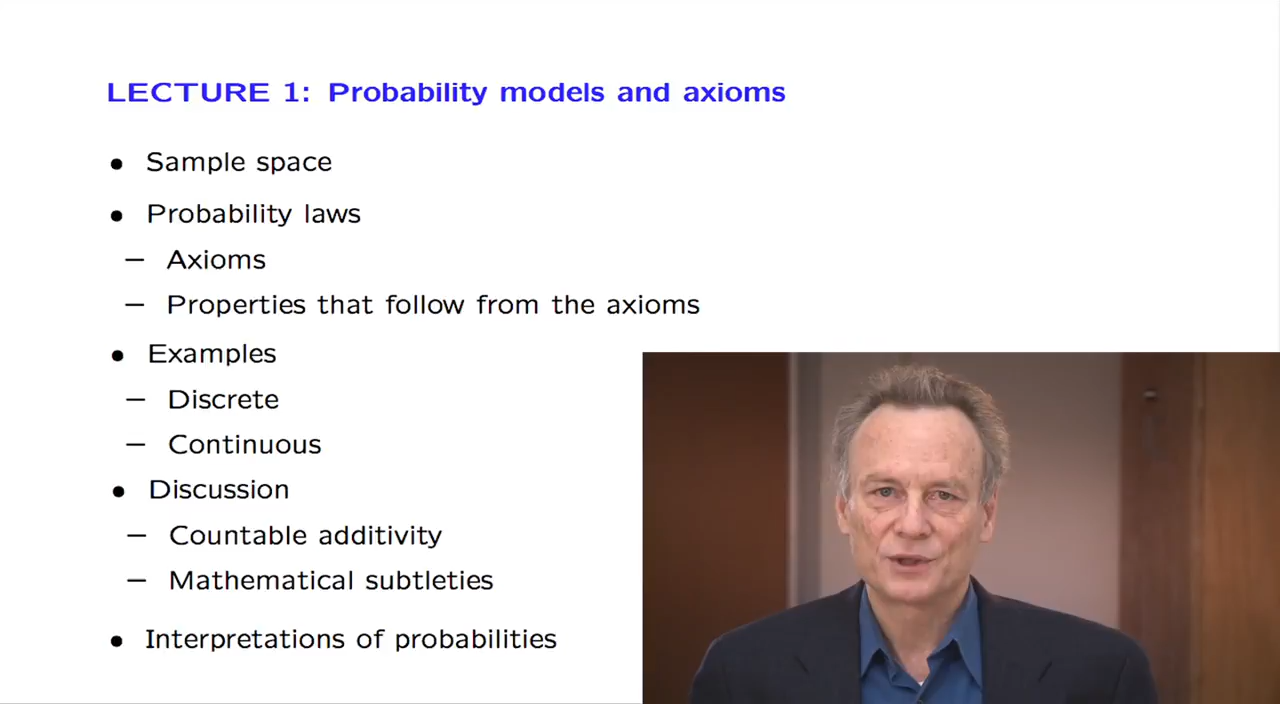 LECTURE 1: Probability models and axioms
• Sample space
• Probability laws
– Axioms
– Properties that follow from the axioms
• Examples
– Discrete
– Continuous
• Discussion
– Countable additivity
– Mathematical subtleties
• Interpretations of probabilities